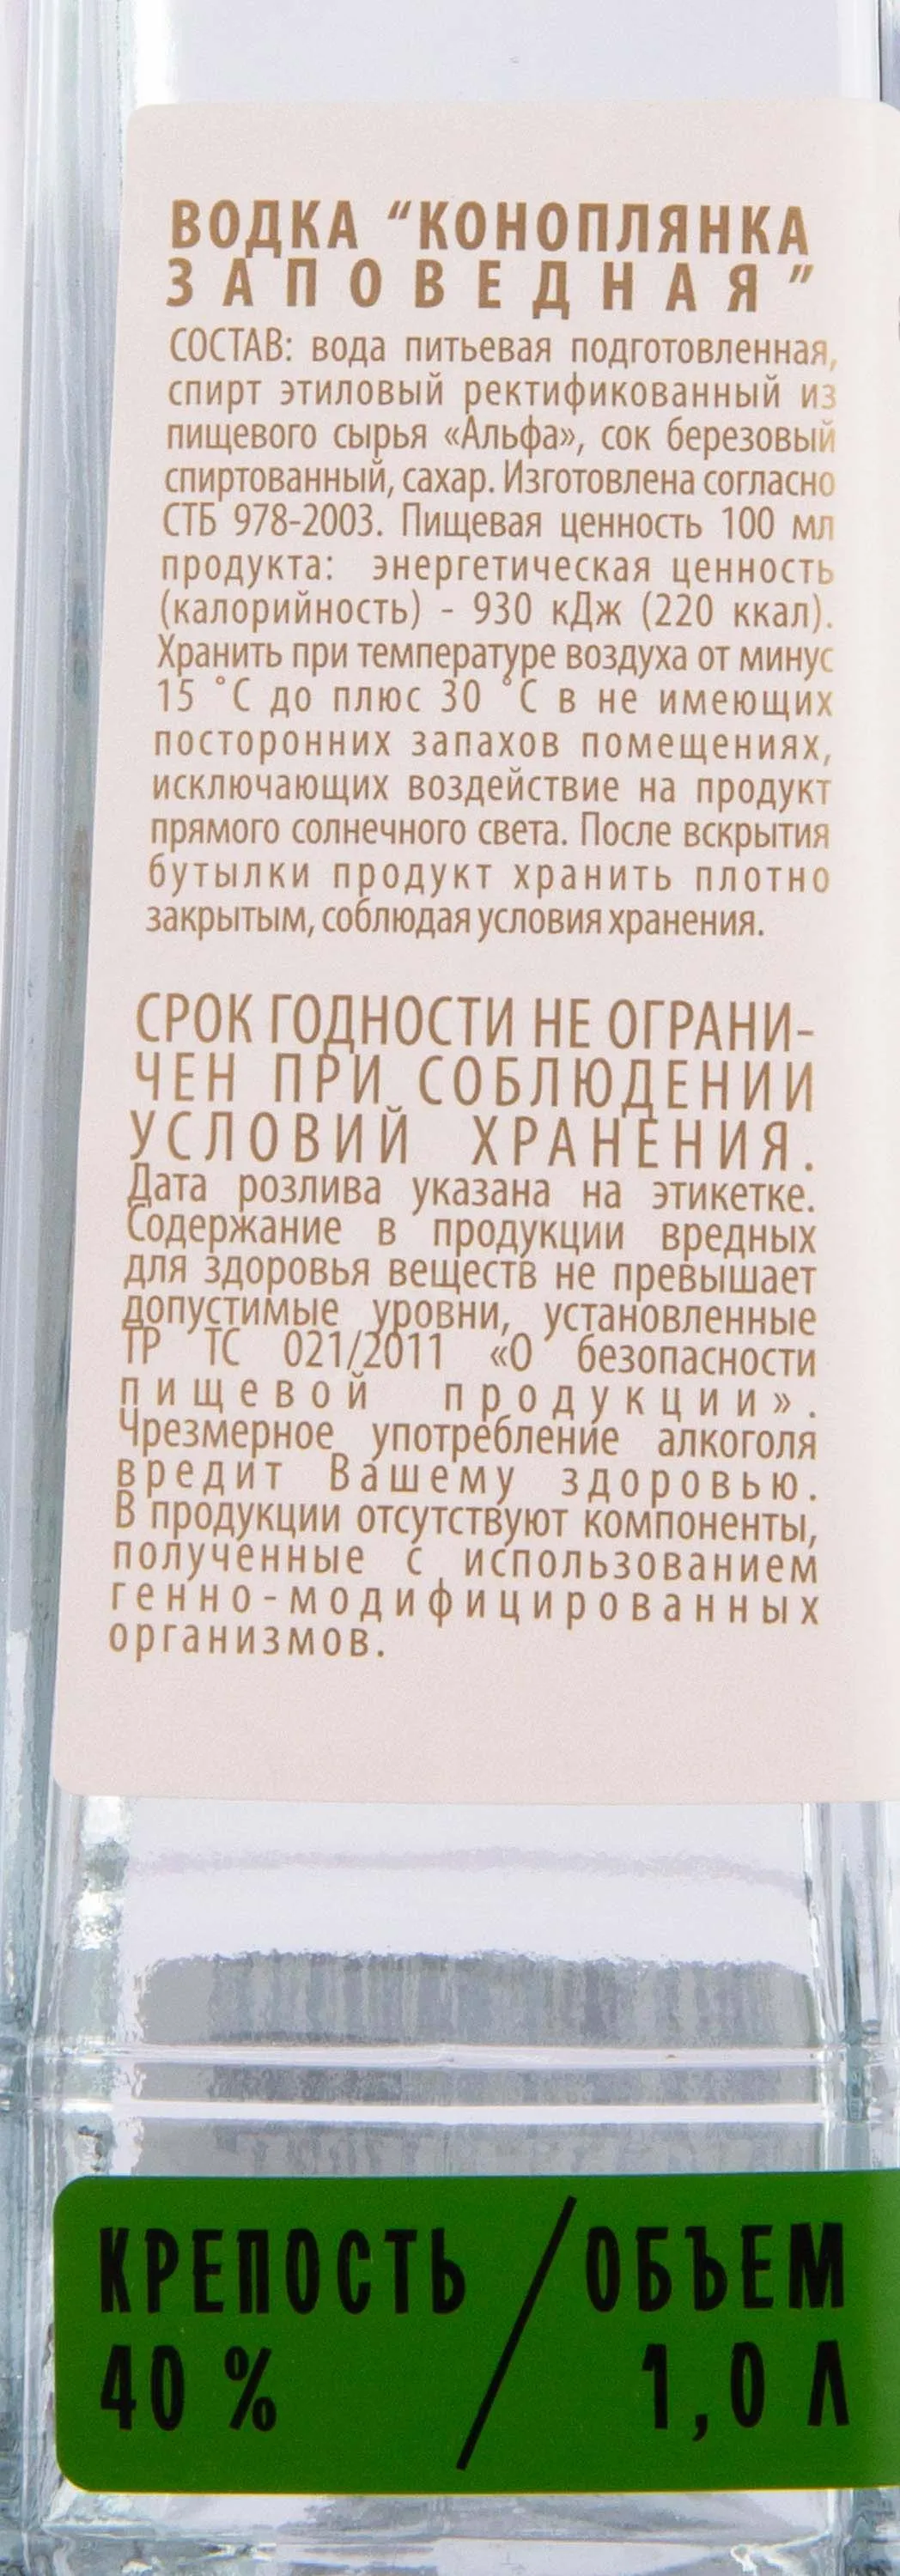 ВОДКА “КОНОПЛЯНКА
ЗАПОВЕДНАЯ”
СОСТАВ: вода питьевая подготовленная,
спирт этиловый ректификованный из
пищевого сырья «Альфа», сок березовый
спиртованный, сахар. Изготовлена согласно
СТБ 978-2003. Пищевая ценность 100 мл
продукта: энергетическая ценность
(калорийность) - 930 кДж (220 ккал).
Хранить при температуре воздуха от минус
15 °С до плюс 30 °С в не имеющих
посторонних запахов помещениях,
исключающих воздействие на продукт
прямого солнечного света. После вскрытия
бутылки продукт хранить плотно
закрытым, соблюдая условия хранения.
СРОК ГОДНОСТИ НЕ ОГРАНИ-
ЧЕН ПРИ СОБЛЮДЕНИИ
УСЛОВИЙ ХРАНЕНИЯ.
Дата розлива указана на этикетке.
Содержание в продукции вредных
для здоровья веществ не превышает
допустимые уровни, установленные
ТР ТС 021/2011 «О безопасности
пищевой продукции».
Чрезмерное употребление алкоголя
вредит Вашему здоровью.
В продукции отсутствуют компоненты,
полученные с использованием
генно-модифицированных
организмов.
КРЕПОСТЬ / ОБЪЕМ
40 % 1,0 Л